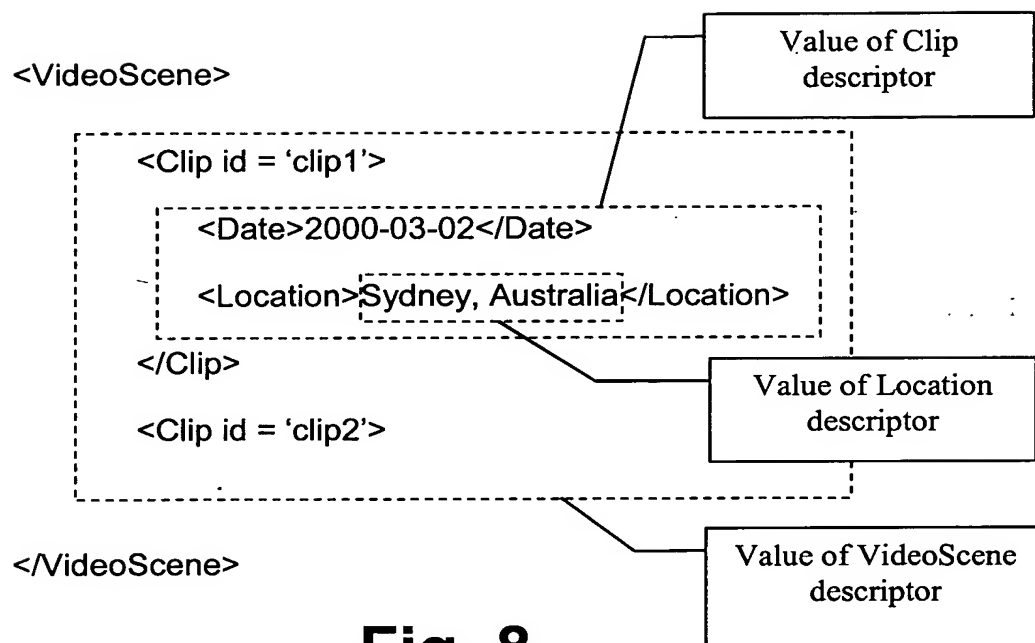 Value of Clip
descriptor
<VideoScene>
<Clip id = ‘clip1’>
<Date>2000-03-02</Date>
<Location>Sydney, Australia</Location>
</Clip>
Value of Location
descriptor
<Clip id = ‘clip2’>
</VideoScene>
Value of VideoScene
descriptor
Fig. 8